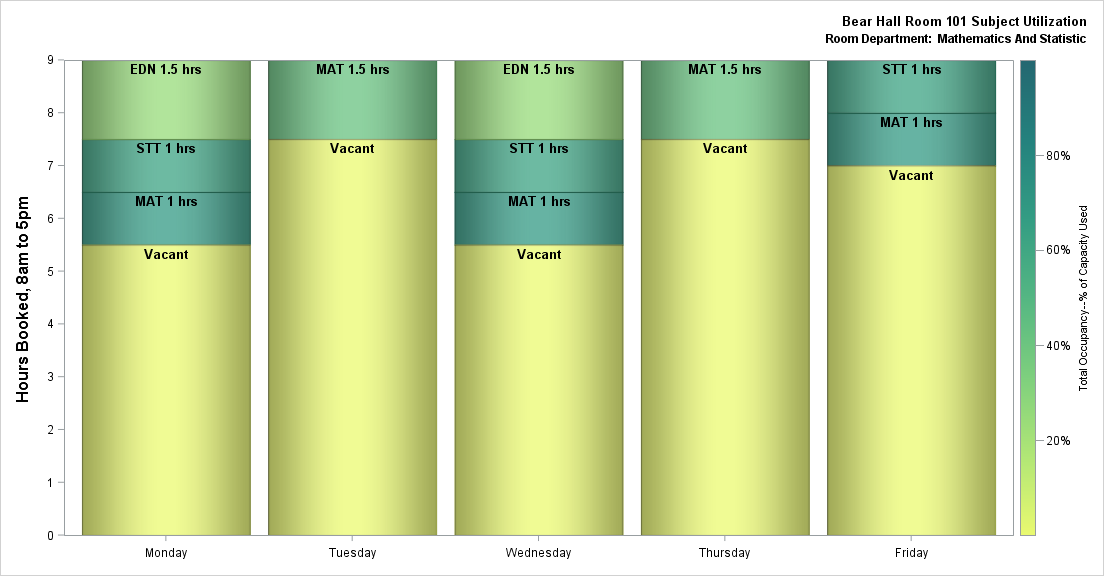 Bear Hall Room 101 Subject Utilization
Room Department: Mathematics And Statistic
Hours Booked, 8am to 5pm
9
8
7
6
5
4
3
2
1
0
EDN 1.5 hrs
STT 1 hrs
MAT 1 hrs
Vacant
MAT 1.5 hrs
Vacant
EDN 1.5 hrs
STT 1 hrs
MAT 1 hrs
Vacant
MAT 1.5 hrs
Vacant
STT 1 hrs
MAT 1 hrs
Vacant
Monday
Tuesday
Wednesday
Thursday
Friday
80%
60%
40%
20%
Total Occupancy--% of Capacity Used